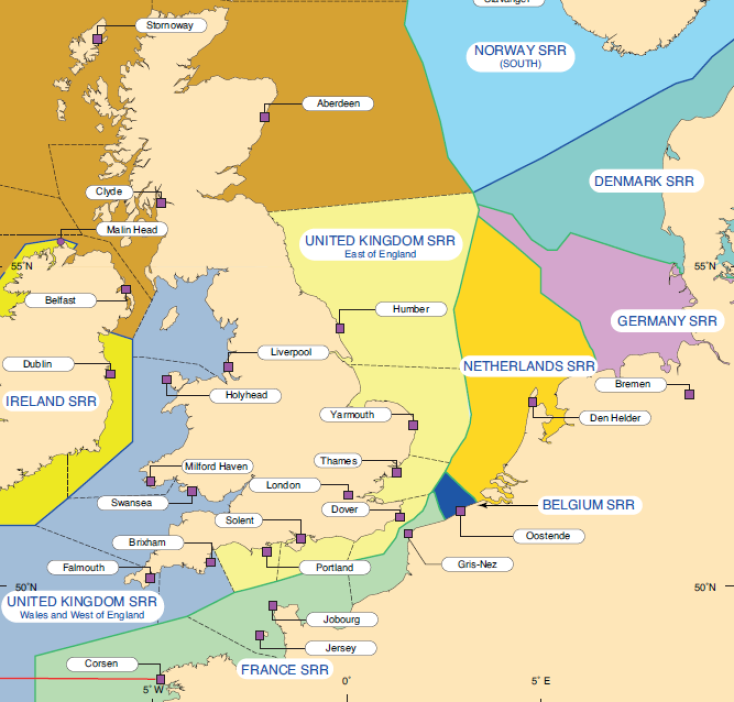 Stornoway
NORWAY SRR
(SOUTH)
Aberdeen
DENMARK SRR
Clyde
Malin Head
UNITED KINGDOM SRR
East of England
55°N
55°N
Belfast
Humber
GERMANY SRR
Liverpool
Dublin
NETHERLANDS SRR
Bremen
Holyhead
IRELAND SRR
Yarmouth
Den Helder
Thames
Milford Haven
London
Swansea
Dover
BELGIUM SRR
Solent
Oostende
Brixham
Gris-Nez
Falmouth
Portland
50°N
50°N
UNITED KINGDOM SRR
Wales and West of England
Jobourg
Jersey
Corsen
FRANCE SRR
5°W
0°
5°E